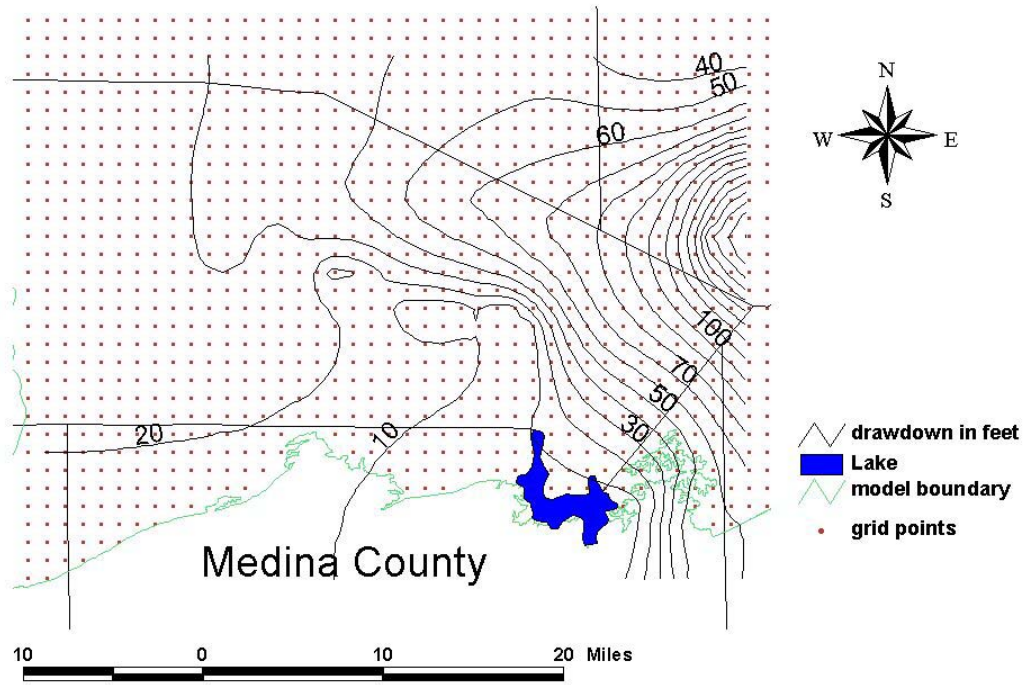 40
50
60
N
W E
S
100
70
50
30
20
10
drawdown in feet
Lake
model boundary
grid points
Medina County
10 0 10 20 Miles